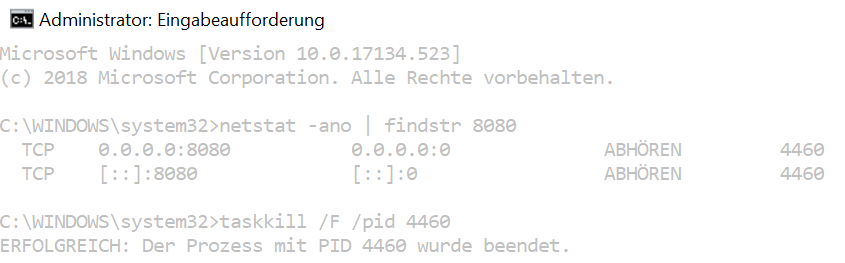 Administrator: Eingabeaufforderung
Microsoft Windows [Version 10.0.17134.523]
(c) 2018 Microsoft Corporation. Alle Rechte vorbehalten.
C:\WINDOWS\system32>netstat -ano | findstr 8080
TCP    0.0.0.0:8080           0.0.0.0:0              ABHÖREN         4460
TCP    [::]:8080              [::]:0                 ABHÖREN         4460
C:\WINDOWS\system32>taskkill /F /pid 4460
ERFOLGREICH: Der Prozess mit PID 4460 wurde beendet.